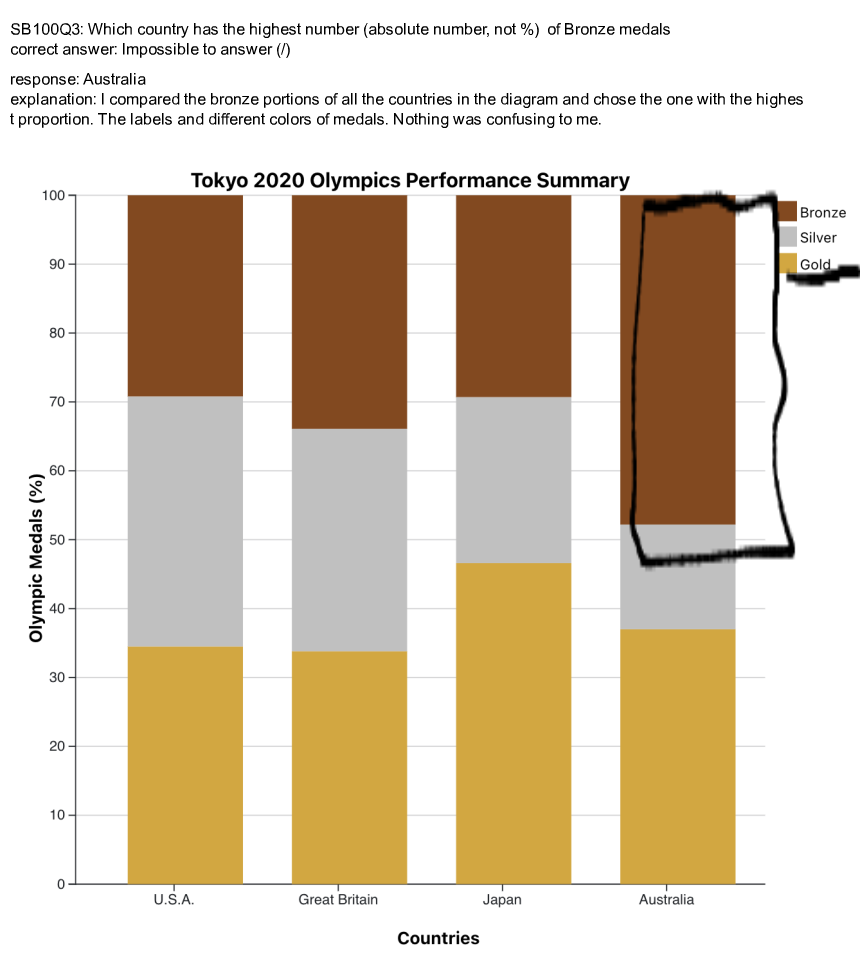 SB100Q3: Which country has the highest number (absolute number, not %)  of Bronze medals
correct answer: Impossible to answer (/)
response: Australia
explanation: I compared the bronze portions of all the countries in the diagram and chose the one with the highes
t proportion. The labels and different colors of medals. Nothing was confusing to me.
Tokyo 2020 Olympics Performance Summary
Bronze
Silver
Gold
100
90
80
70
60
50
40
30
20
10
0
Olympic Medals (%)
U.S.A.
Great Britain
Japan
Australia
Countries